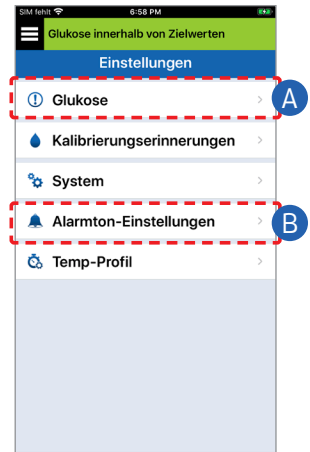 SIM fehlt 6:58 PM
Glukose innerhalb von Zielwerten
Einstellungen
Glukose
A
Kalibrierungserinnerungen
System
Alarmton-Einstellungen
B
Temp-Profil